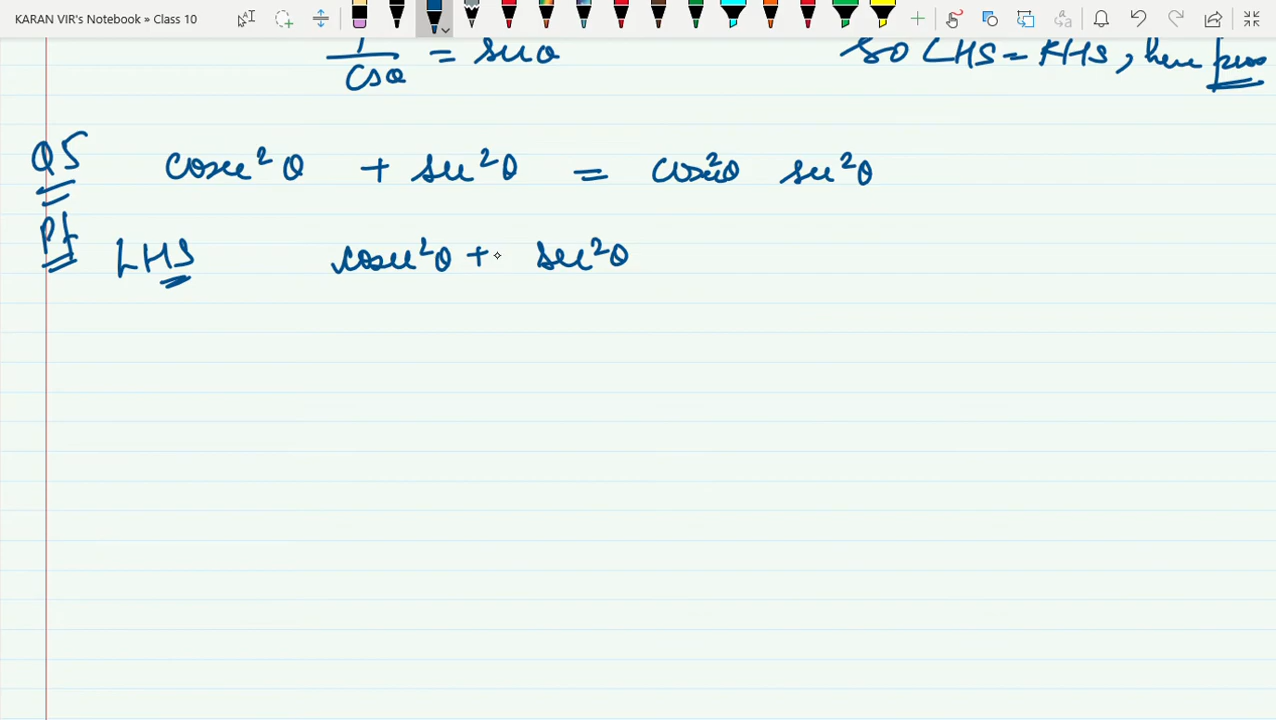 KARAN VIR's Notebook » Class 10
1/cosθ = secθ so LHS = RHS, hence
Q5 cosec²θ + sec²θ = cosec²θ sec²θ
Pf LHS cosec²θ + sec²θ